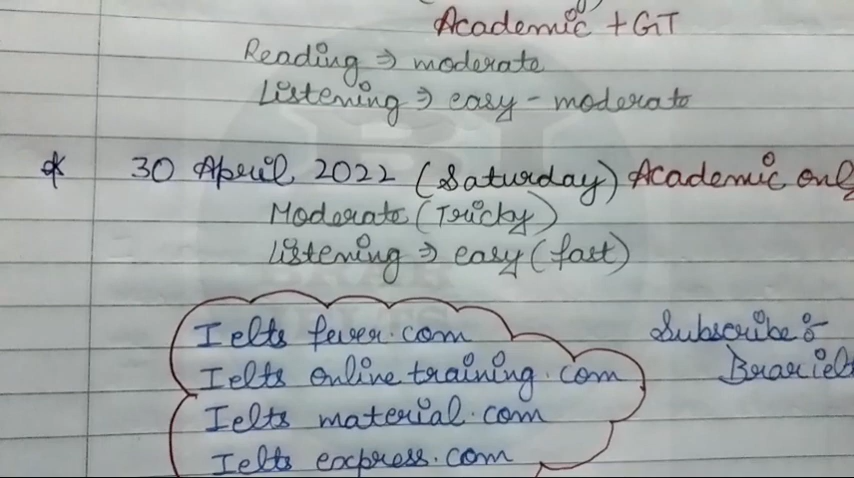 Academic + GT
Reading ⇒ moderate
Listening ⇒ easy - moderate
* 30 April, 2022 (Saturday) Academic only
Moderate (Tricky)
Listening ⇒ easy (fast)
Ielts fever.com
Ielts online training.com
Ielts material.com
Ielts express.com
Subscribe :-
Brariel